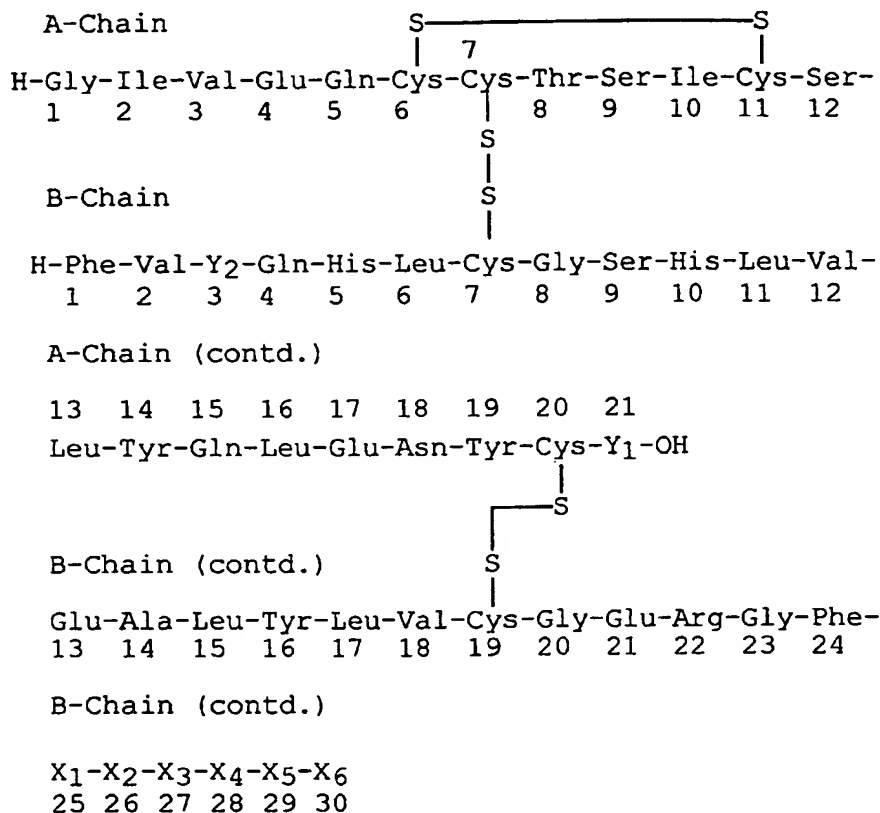 A-Chain
S S
7
H-Gly-Ile-Val-Glu-Gln-Cys-Cys-Thr-Ser-Ile-Cys-Ser-
1 2 3 4 5 6 8 9 10 11 12
S
S
B-Chain
H-Phe-Val-Y2-Gln-His-Leu-Cys-Gly-Ser-His-Leu-Val-
1 2 3 4 5 6 7 8 9 10 11 12
A-Chain (contd.)
13 14 15 16 17 18 19 20 21
Leu-Tyr-Gln-Leu-Glu-Asn-Tyr-Cys-Y1-OH
S
S
B-Chain (contd.)
Glu-Ala-Leu-Tyr-Leu-Val-Cys-Gly-Glu-Arg-Gly-Phe-
13 14 15 16 17 18 19 20 21 22 23 24
B-Chain (contd.)
X1-X2-X3-X4-X5-X6
25 26 27 28 29 30